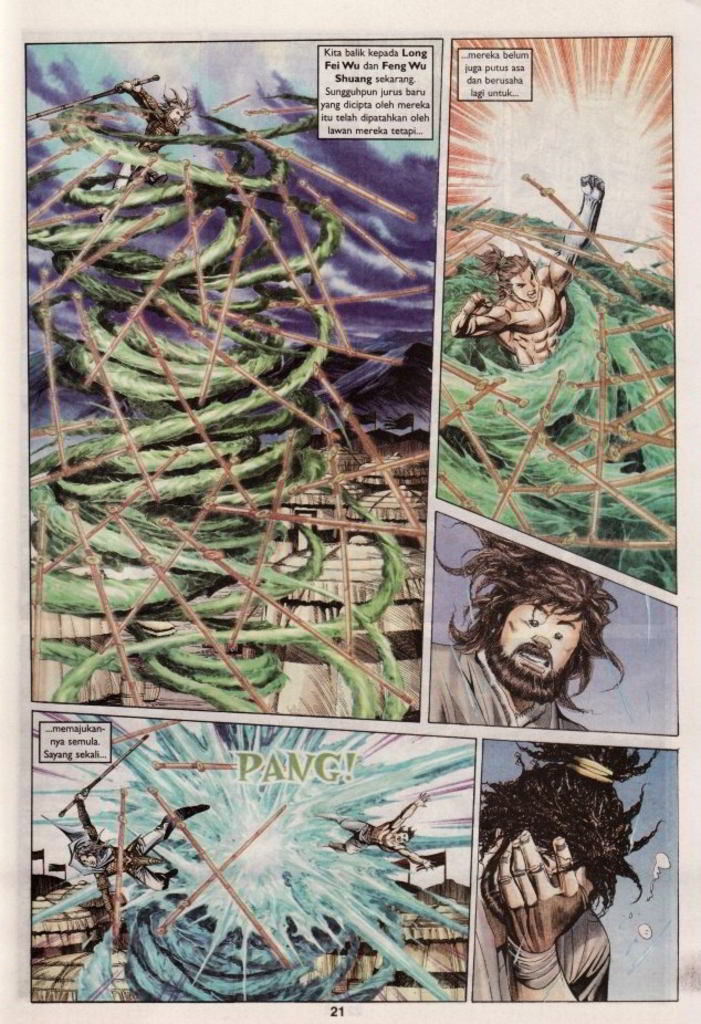 Kita balik kepada Long
Fei Wu dan Feng Wu
Shuang sekarang.
Sungguhpun jurus baru
yang dicipta oleh mereka
itu telah dipatahkan oleh
lawan mereka tetapi...
...mereka belum
juga putus asa
dan berusaha
lagi untuk...
...memajukan-
nya semula.
Sayang sekali...
PANG!
21